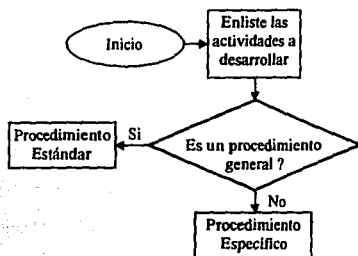 Inicio
Enliste las
actividades a
desarrollar
Es un procedimiento
general ?
Si
Procedimiento
Estándar
No
Procedimiento
Específico